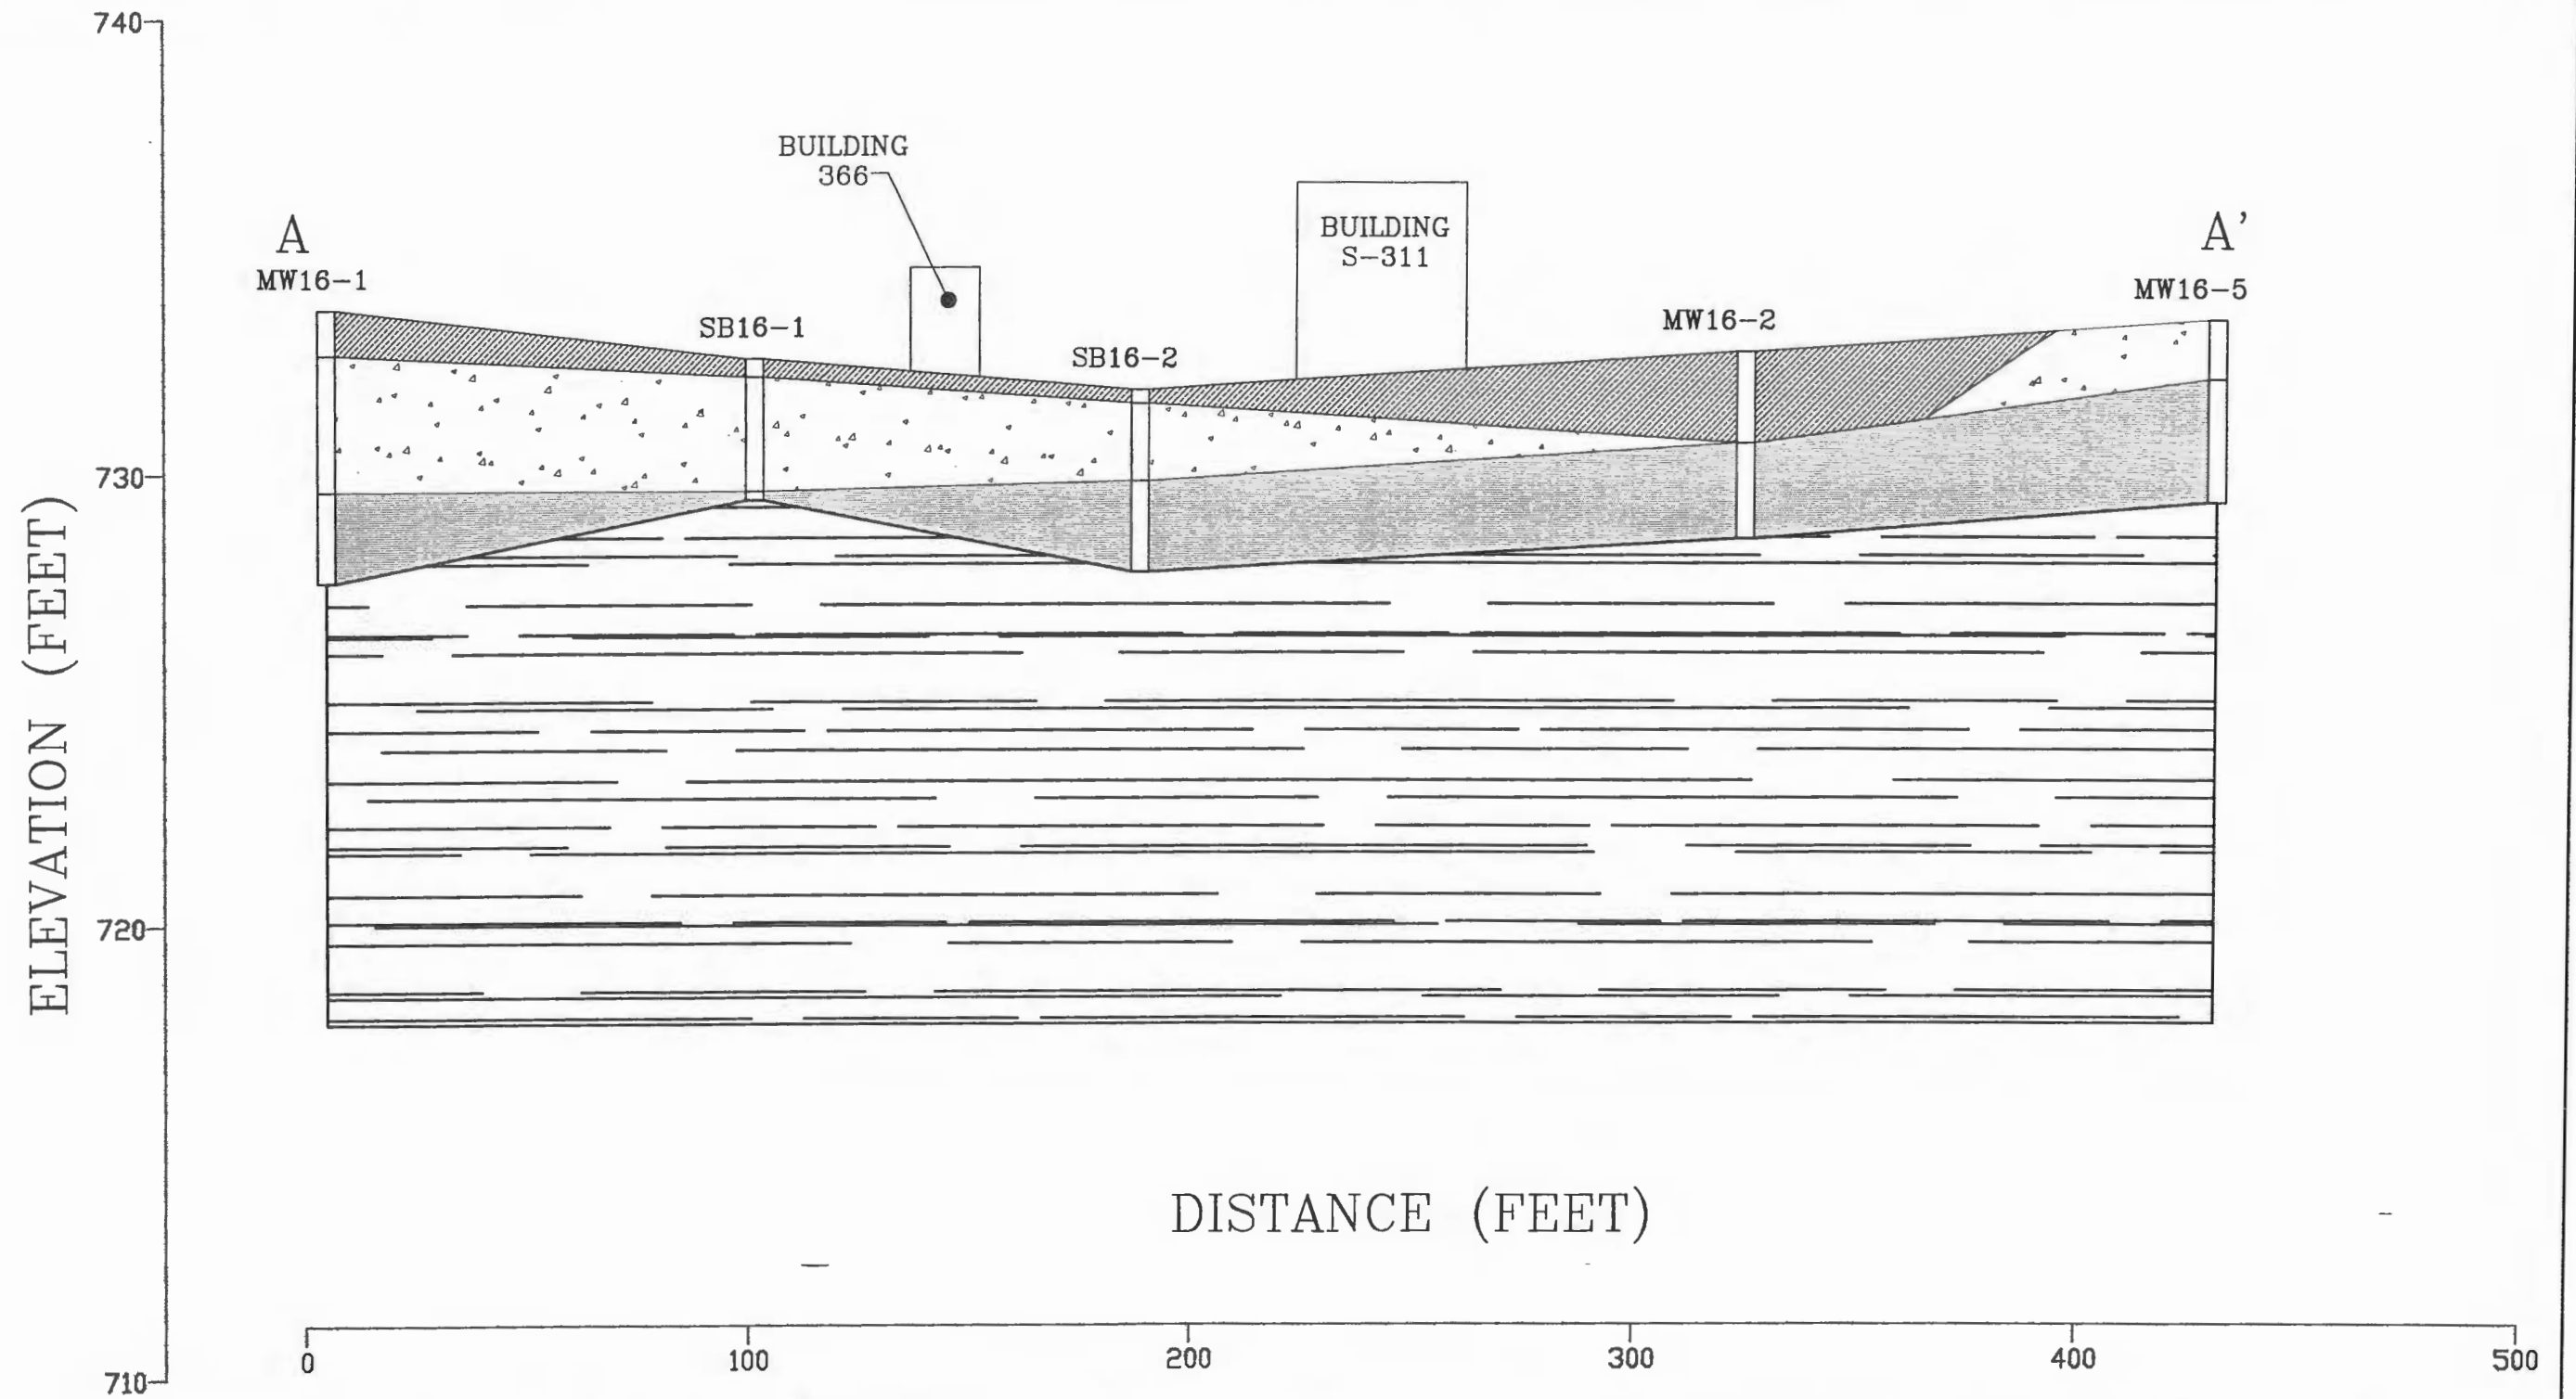 740
BUILDING
366
A
MW16-1
SB16-1
SB16-2
BUILDING
S-311
MW16-2
A'
MW16-5
730
ELEVATION (FEET)
720
DISTANCE (FEET)
710
0
100
200
300
400
500